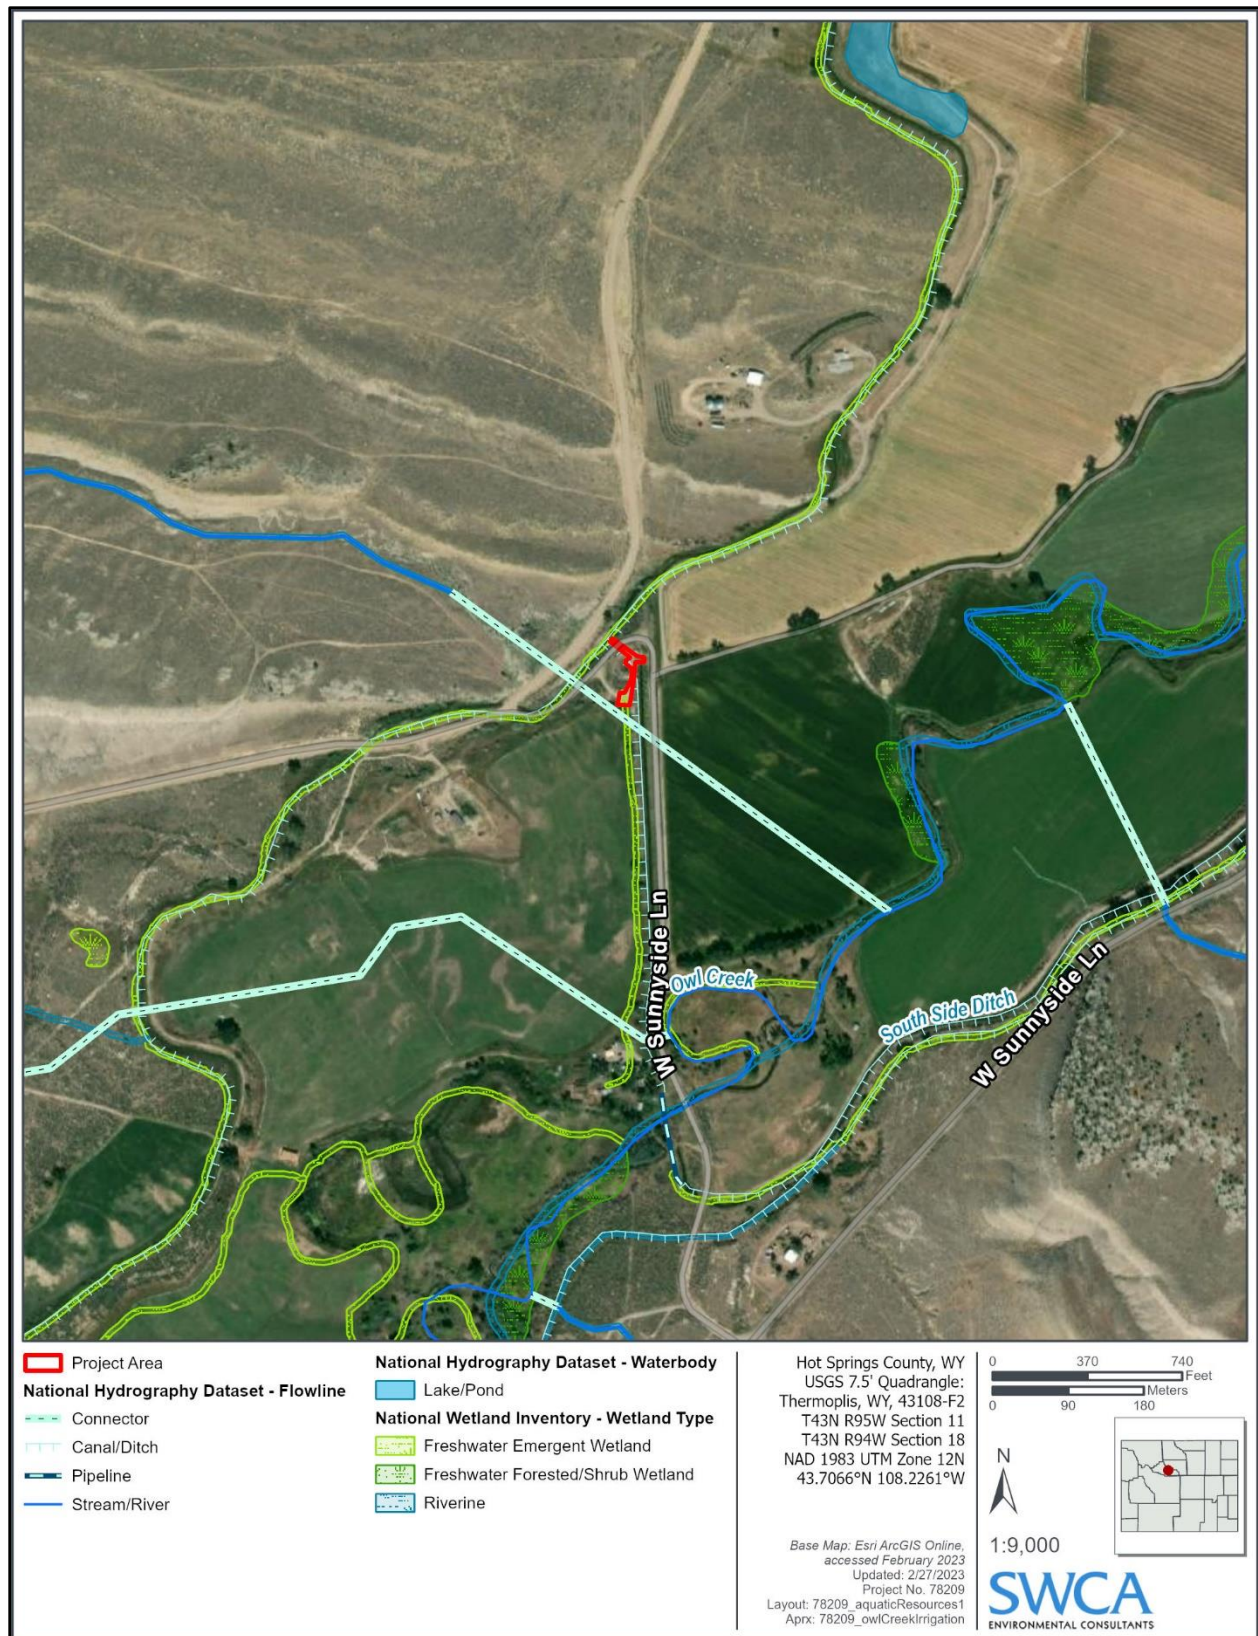 Owl Creek
W Sunnyside Ln
South Side Ditch
W Sunnyside Ln
Project Area
National Hydrography Dataset - Flowline
Connector
Canal/Ditch
Pipeline
Stream/River
National Hydrography Dataset - Waterbody
Lake/Pond
National Wetland Inventory - Wetland Type
Freshwater Emergent Wetland
Freshwater Forested/Shrub Wetland
Riverine
Hot Springs County, WY
USGS 7.5' Quadrangle:
Thermoplis, WY, 43108-F2
T43N R95W Section 11
T43N R94W Section 18
NAD 1983 UTM Zone 12N
43.7066°N 108.2261°W
Base Map: Esri ArcGIS Online,
accessed February 2023
Updated: 2/27/2023
Project No. 78209
Layout: 78209_aquaticResources1
Aprx: 78209_owlCreekIrrigation
0 370 740
Feet
Meters
0 90 180
N
1:9,000
SWCA
ENVIRONMENTAL CONSULTANTS